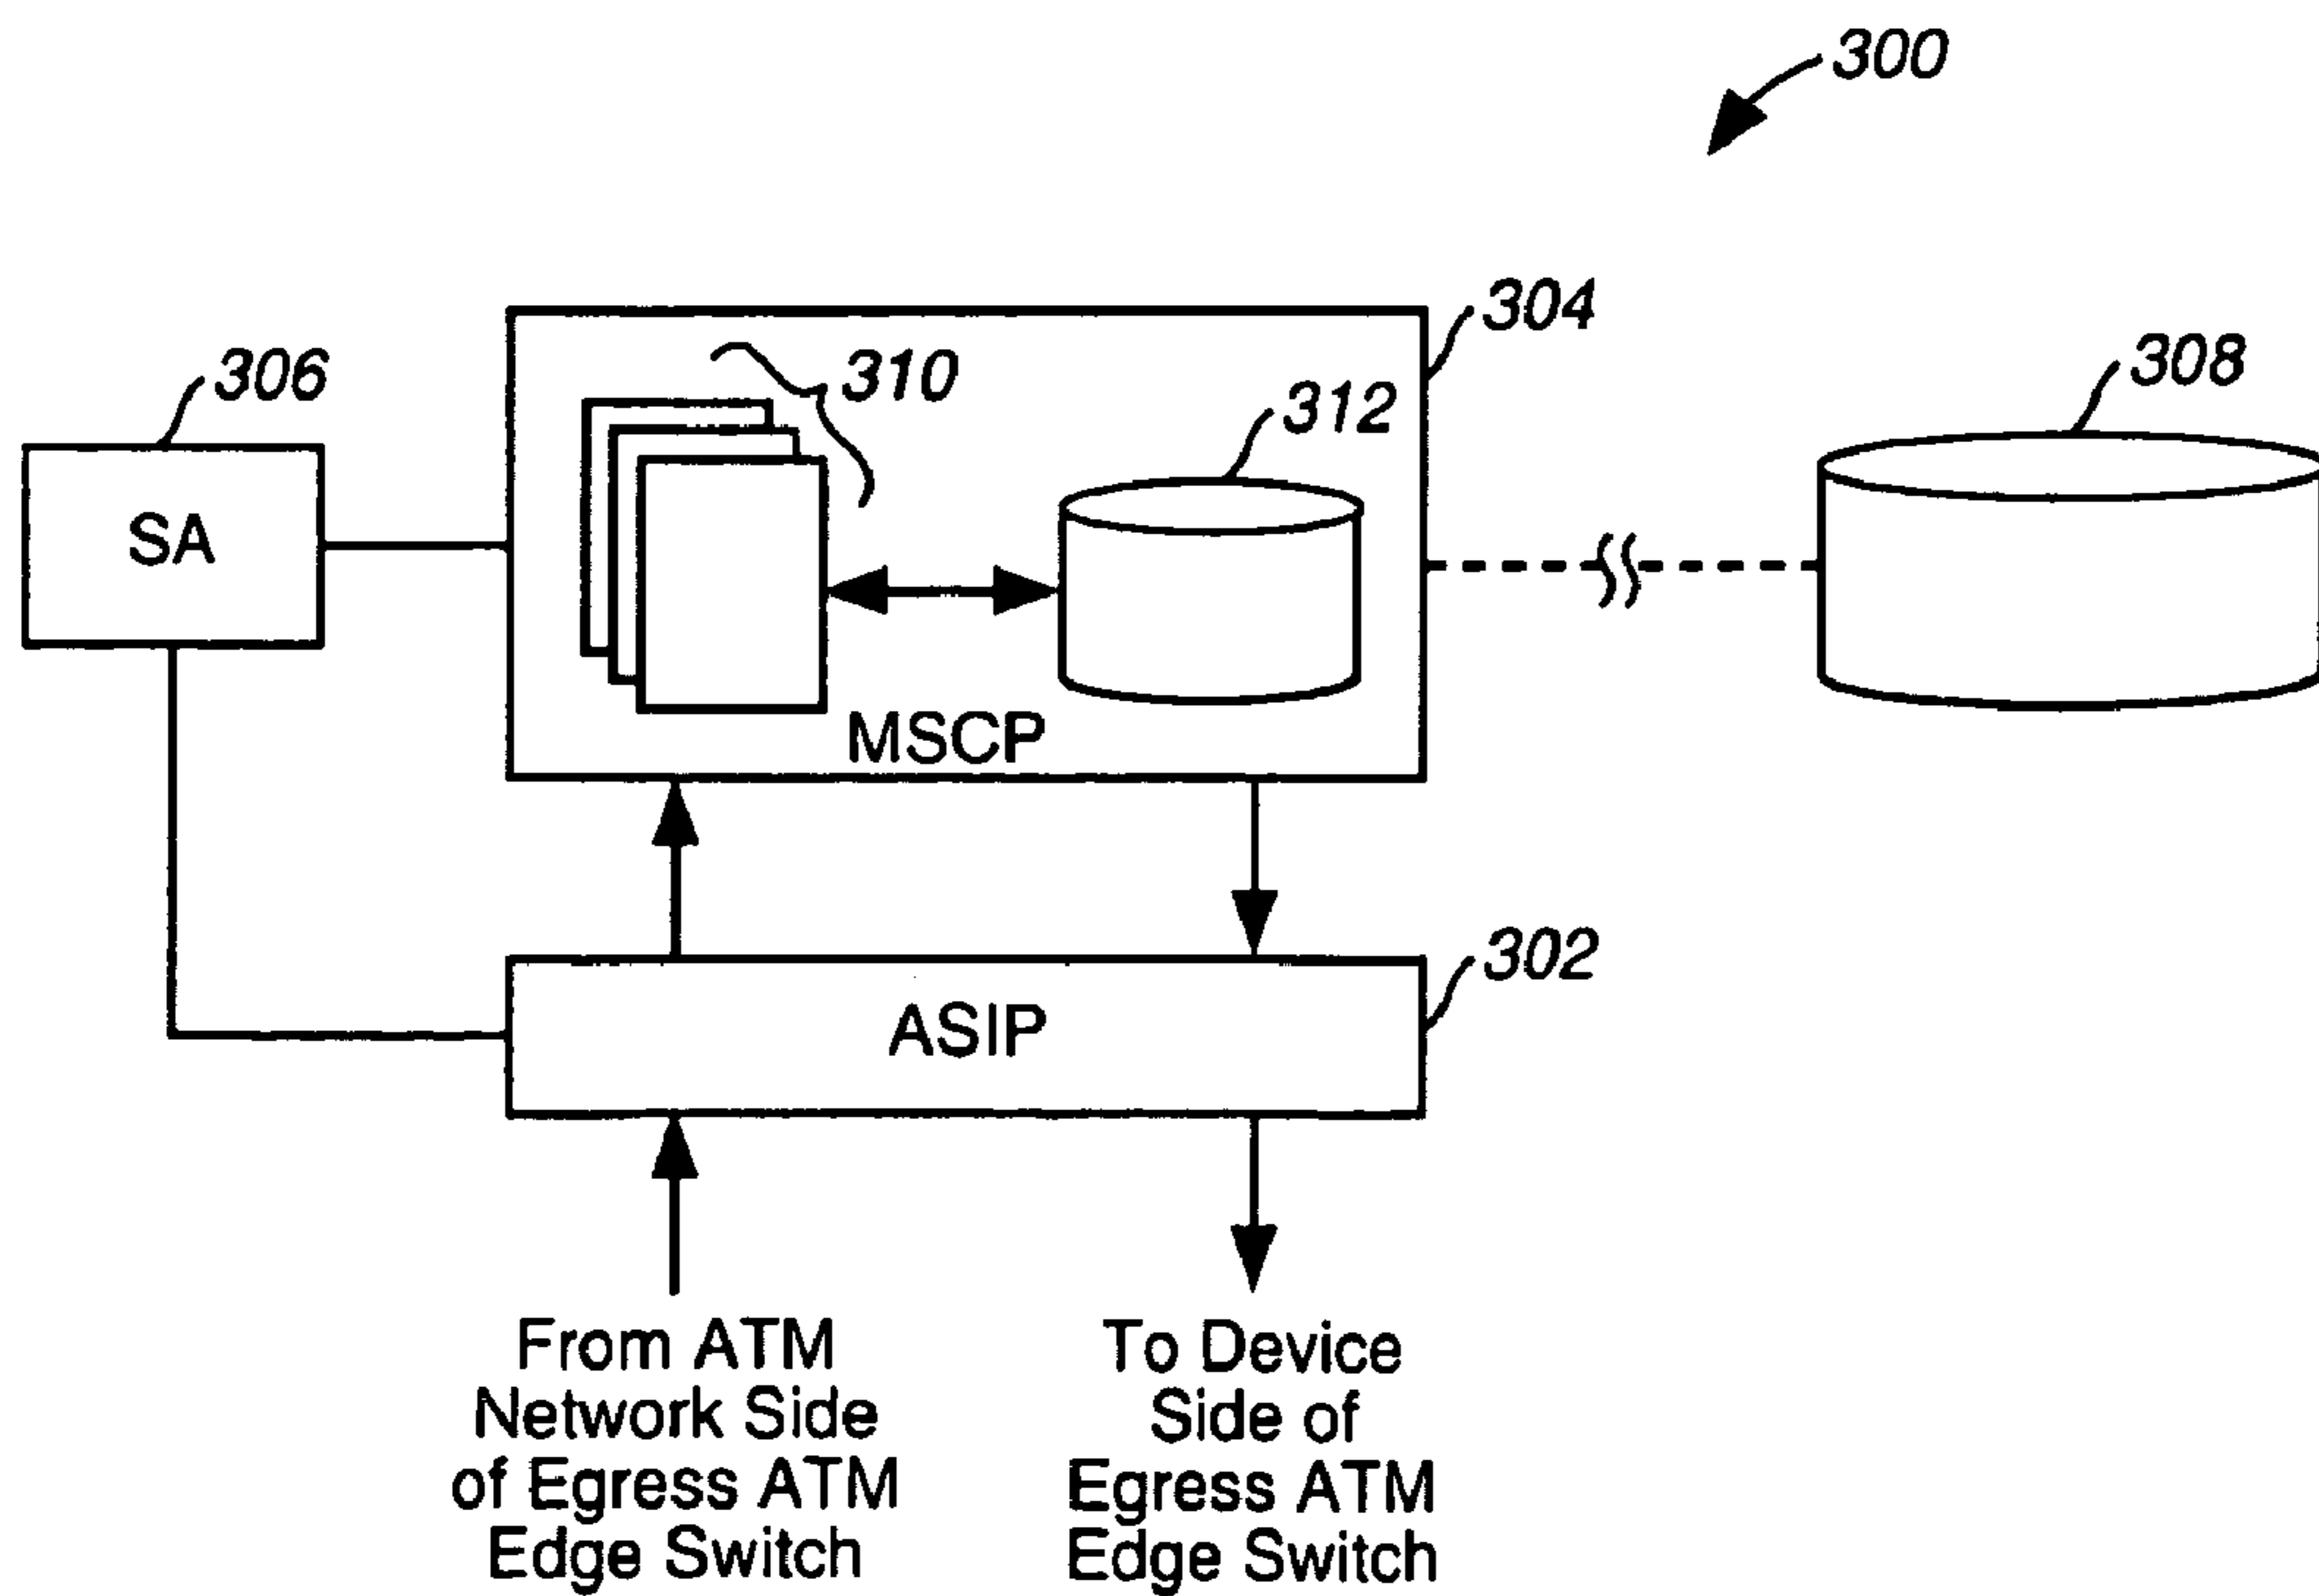 300
304
306
310
308
312
SA
MSCP
302
ASIP
From ATM
Network Side
of Egress ATM
Edge Switch
To Device
Side of
Egress ATM
Edge Switch